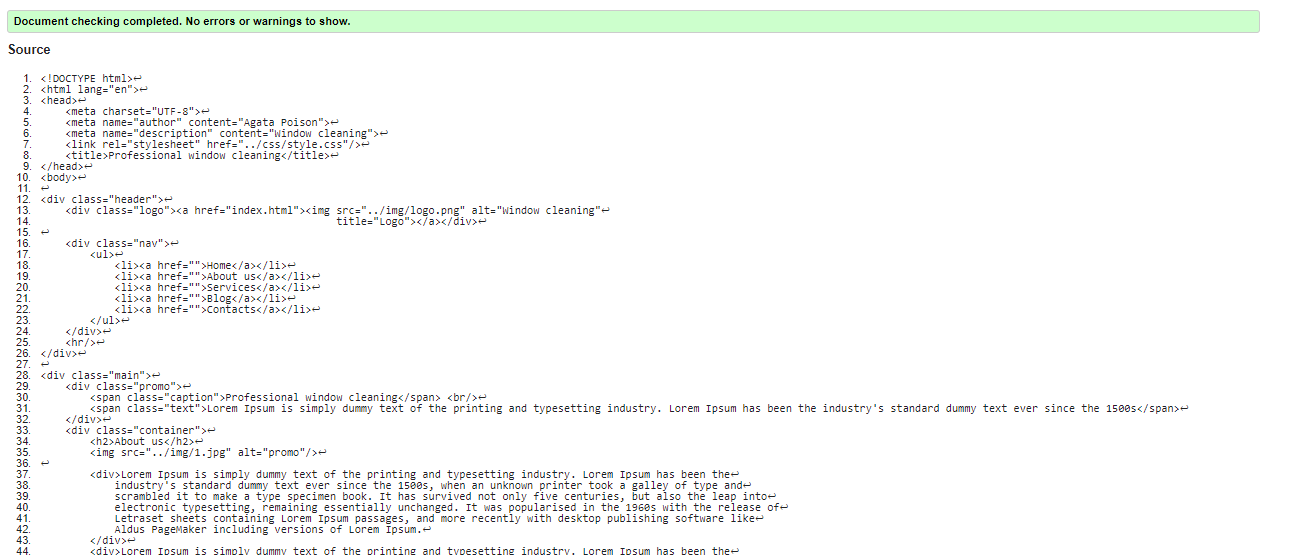 Document checking completed. No errors or warnings to show.
Source
1. <!DOCTYPE html>↩
2. <html lang="en">↩
3. <head>↩
4.     <meta charset="UTF-8">↩
5.     <meta name="author" content="Agata Poison">↩
6.     <meta name="description" content="Window cleaning">↩
7.     <link rel="stylesheet" href="../css/style.css"/>↩
8.     <title>Professional window cleaning</title>↩
9. </head>↩
10. <body>↩
11. ↩
12. <div class="header">↩
13.     <div class="logo"><a href="index.html"><img src="../img/logo.png" alt="Window cleaning"↩
14.                                                 title="Logo"></a></div>↩
15. ↩
16.     <div class="nav">↩
17.         <ul>↩
18.             <li><a href="">Home</a></li>↩
19.             <li><a href="">About us</a></li>↩
20.             <li><a href="">Services</a></li>↩
21.             <li><a href="">Blog</a></li>↩
22.             <li><a href="">Contacts</a></li>↩
23.         </ul>↩
24.     </div>↩
25.     <hr/>↩
26. </div>↩
27. ↩
28. <div class="main">↩
29.     <div class="promo">↩
30.         <span class="caption">Professional window cleaning</span> <br/>↩
31.         <span class="text">Lorem Ipsum is simply dummy text of the printing and typesetting industry. Lorem Ipsum has been the industry's standard dummy text ever since the 1500s</span>↩
32.     </div>↩
33.     <div class="container">↩
34.         <h2>About us</h2>↩
35.         <img src="../img/1.jpg" alt="promo"/>↩
36. ↩
37.         <div>Lorem Ipsum is simply dummy text of the printing and typesetting industry. Lorem Ipsum has been the↩
38.             industry's standard dummy text ever since the 1500s, when an unknown printer took a galley of type and↩
39.             scrambled it to make a type specimen book. It has survived not only five centuries, but also the leap into↩
40.             electronic typesetting, remaining essentially unchanged. It was popularised in the 1960s with the release of↩
41.             Letraset sheets containing Lorem Ipsum passages, and more recently with desktop publishing software like↩
42.             Aldus PageMaker including versions of Lorem Ipsum.↩
43.         </div>↩
44.         <div>Lorem Ipsum is simply dummy text of the printing and typesetting industry. Lorem Ipsum has been the↩